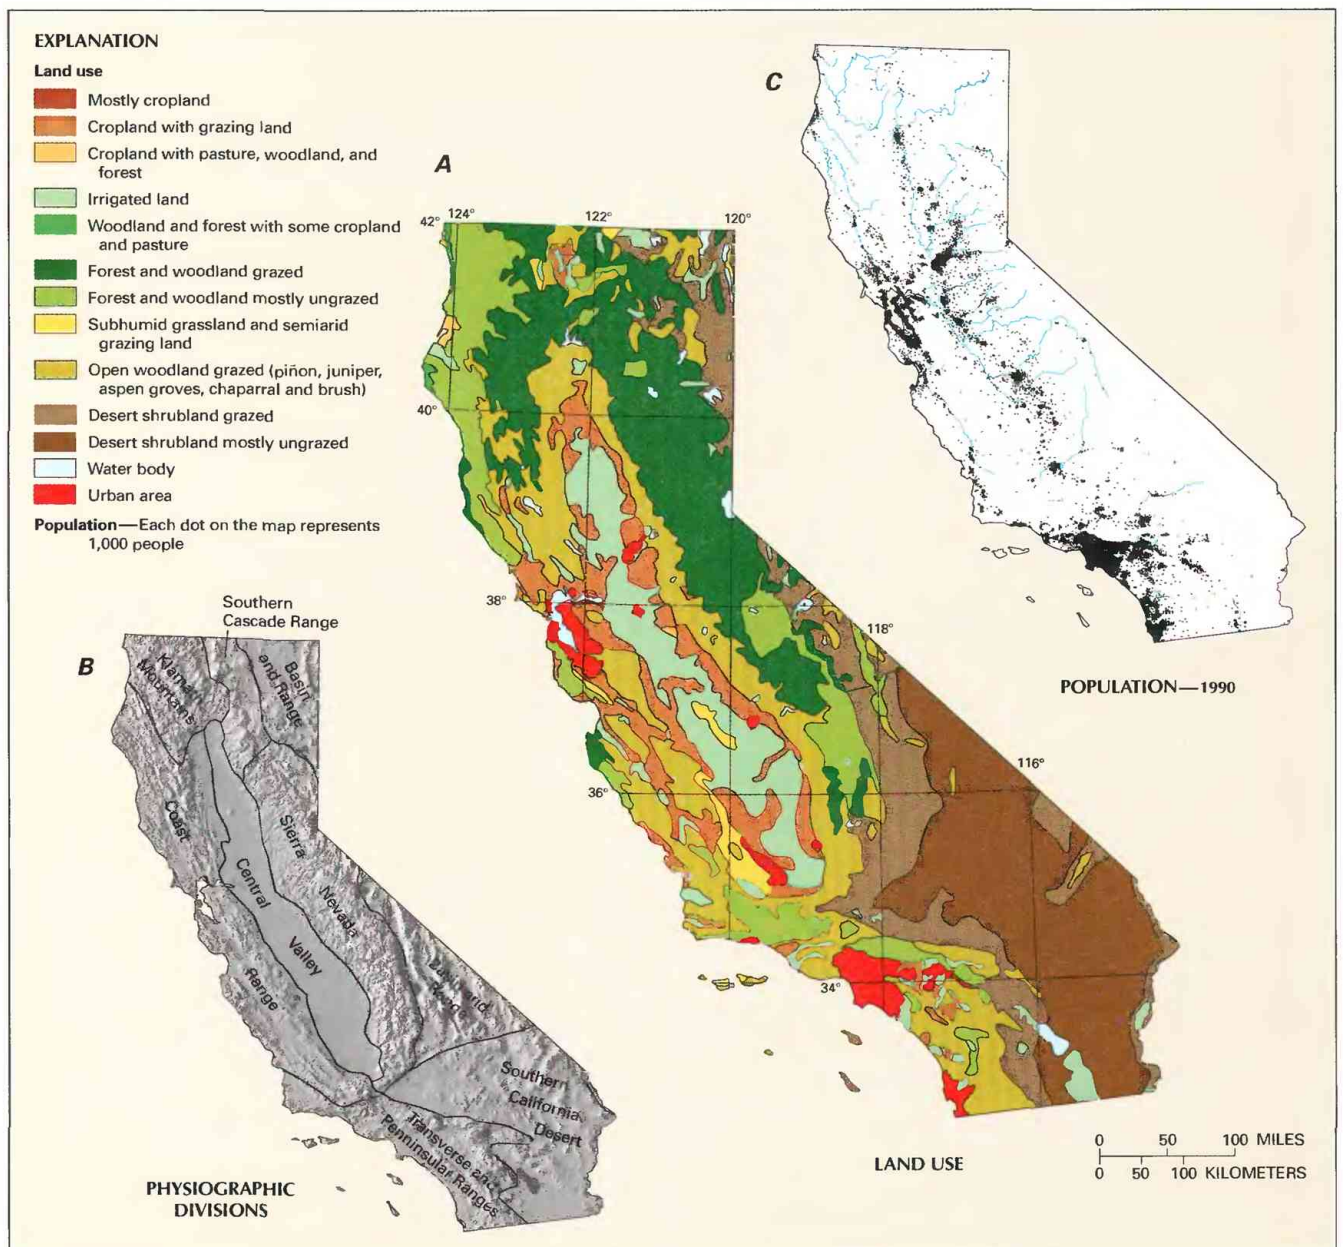 EXPLANATION
Land use
Mostly cropland
Cropland with grazing land
Cropland with pasture, woodland, and
forest
Irrigated land
Woodland and forest with some cropland
and pasture
Forest and woodland grazed
Forest and woodland mostly ungrazed
Subhumid grassland and semiarid
grazing land
Open woodland grazed (piñon, juniper,
aspen groves, chaparral and brush)
Desert shrubland grazed
Desert shrubland mostly ungrazed
Water body
Urban area
Population—Each dot on the map represents
1,000 people
A
42°
124°
122°
120°
40°
38°
118°
36°
116°
34°
LAND USE
0 50 100 MILES
0 50 100 KILOMETERS
B
Southern
Cascade Range
Klamath
Mountains
Basin
and Range
Coast
Range
Central
Valley
Sierra
Nevada
Basin and
Range
Southern
California
Desert
Transverse and
Penninsular Ranges
PHYSIOGRAPHIC
DIVISIONS
C
POPULATION—1990